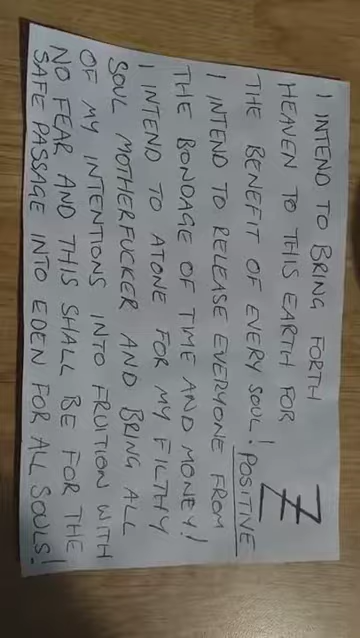 I INTEND TO BRING FORTH
HEAVEN TO THIS EARTH FOR Z
THE BENEFIT OF EVERY SOUL! POSITIVE
I INTEND TO RELEASE EVERYONE FROM
THE BONDAGE OF TIME AND MONEY!
I INTEND TO ATONE FOR MY FILTHY
SOUL MOTHERFUCKER AND BRING ALL
OF MY INTENTIONS INTO FRUITION WITH
NO FEAR AND THIS SHALL BE FOR THE
SAFE PASSAGE INTO EDEN FOR ALL SOULS!